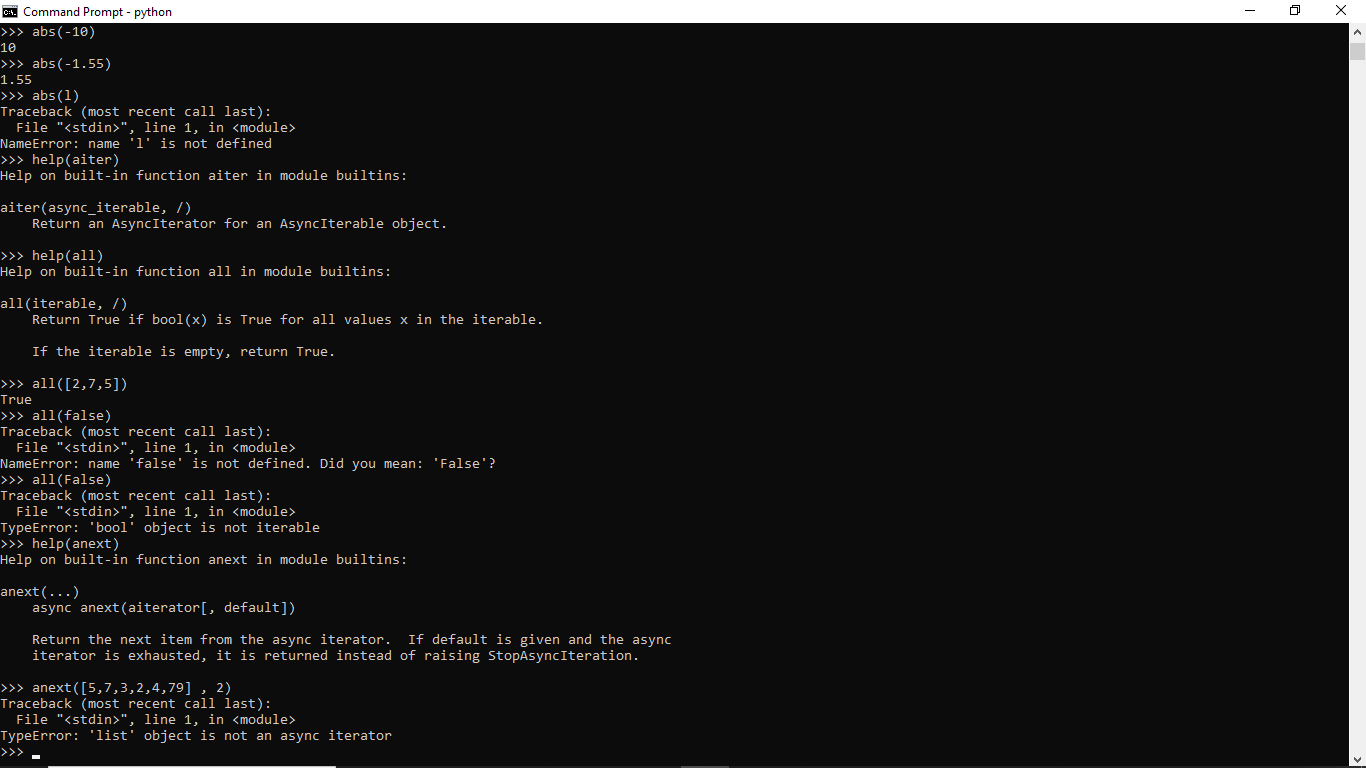 Command Prompt - python
>>> abs(-10)
10
>>> abs(-1.55)
1.55
>>> abs(l)
Traceback (most recent call last):
  File "<stdin>", line 1, in <module>
NameError: name 'l' is not defined
>>> help(aiter)
Help on built-in function aiter in module builtins:

aiter(async_iterable, /)
    Return an AsyncIterator for an AsyncIterable object.

>>> help(all)
Help on built-in function all in module builtins:

all(iterable, /)
    Return True if bool(x) is True for all values x in the iterable.

    If the iterable is empty, return True.

>>> all([2,7,5])
True
>>> all(false)
Traceback (most recent call last):
  File "<stdin>", line 1, in <module>
NameError: name 'false' is not defined. Did you mean: 'False'?
>>> all(False)
Traceback (most recent call last):
  File "<stdin>", line 1, in <module>
TypeError: 'bool' object is not iterable
>>> help(anext)
Help on built-in function anext in module builtins:

anext(...)
    async anext(aiterator[, default])

    Return the next item from the async iterator.  If default is given and the async
    iterator is exhausted, it is returned instead of raising StopAsyncIteration.

>>> anext([5,7,3,2,4,79] , 2)
Traceback (most recent call last):
  File "<stdin>", line 1, in <module>
TypeError: 'list' object is not an async iterator
>>>